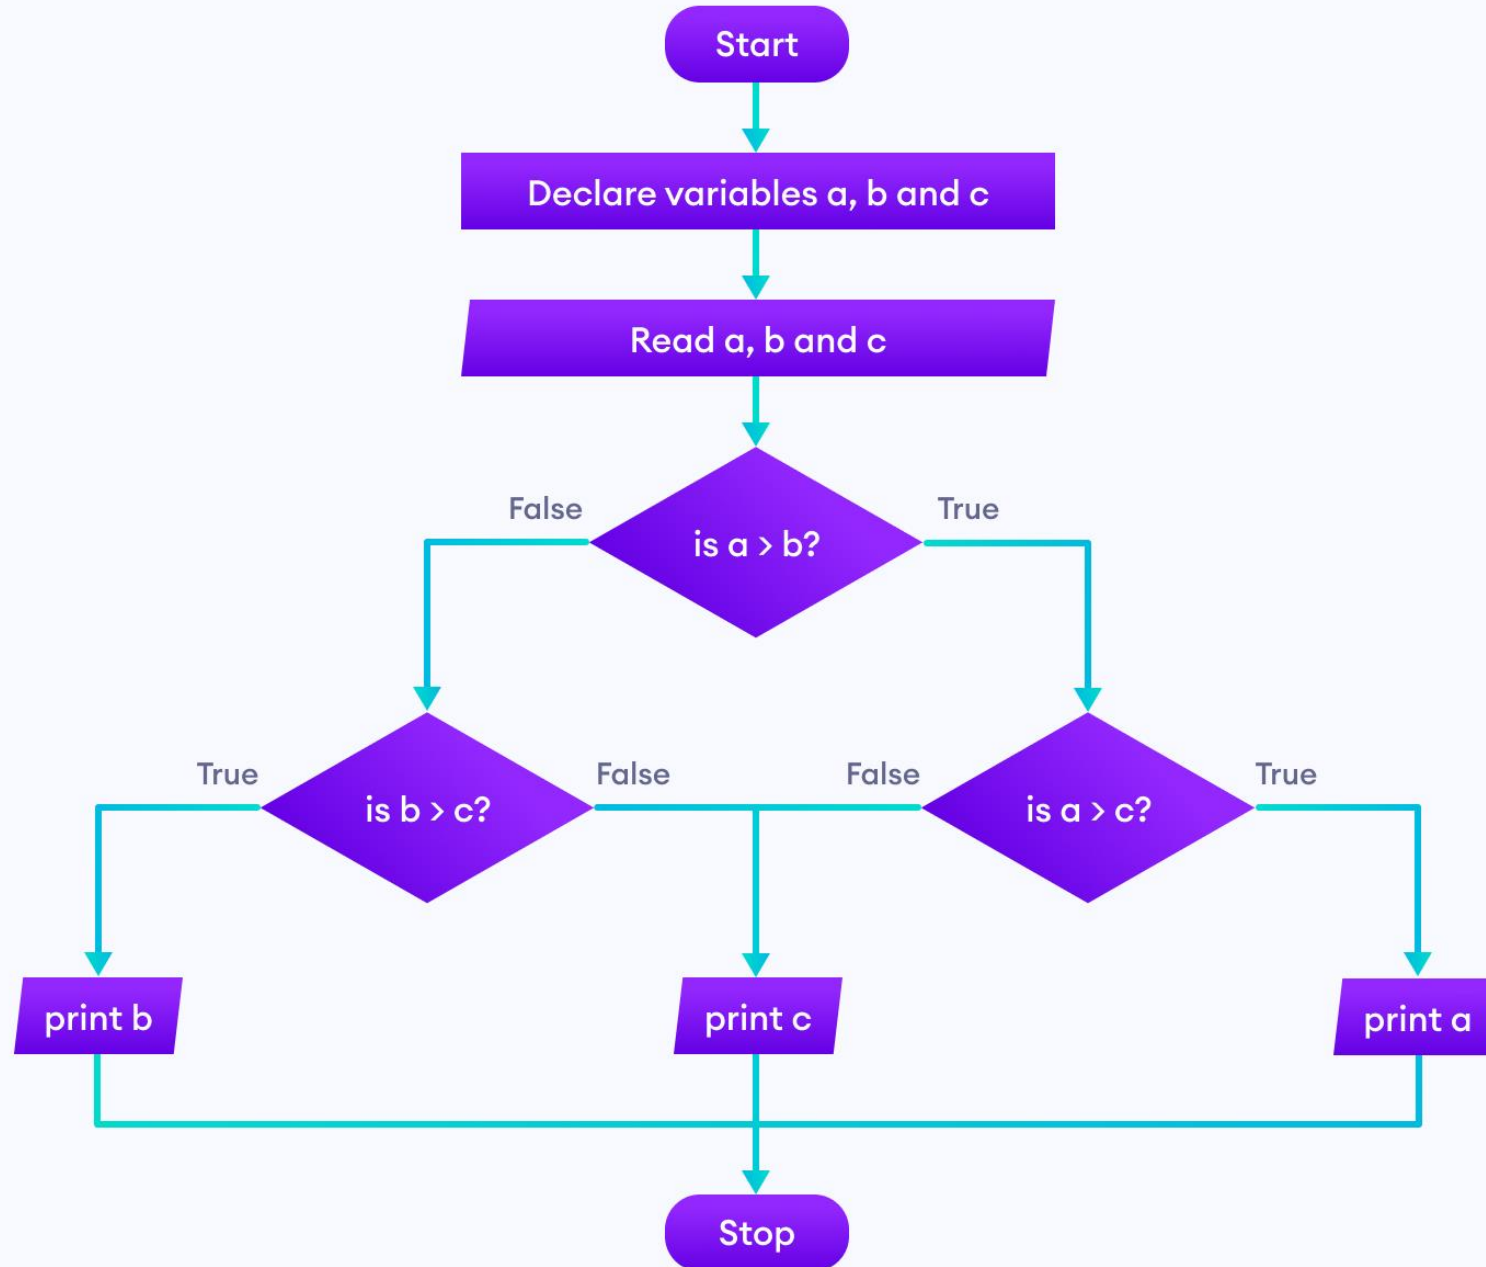 Start
Declare variables a, b and c
Read a, b and c
False
True
is a > b?
True
False
False
True
is b > c?
is a > c?
print b
print c
print a
Stop